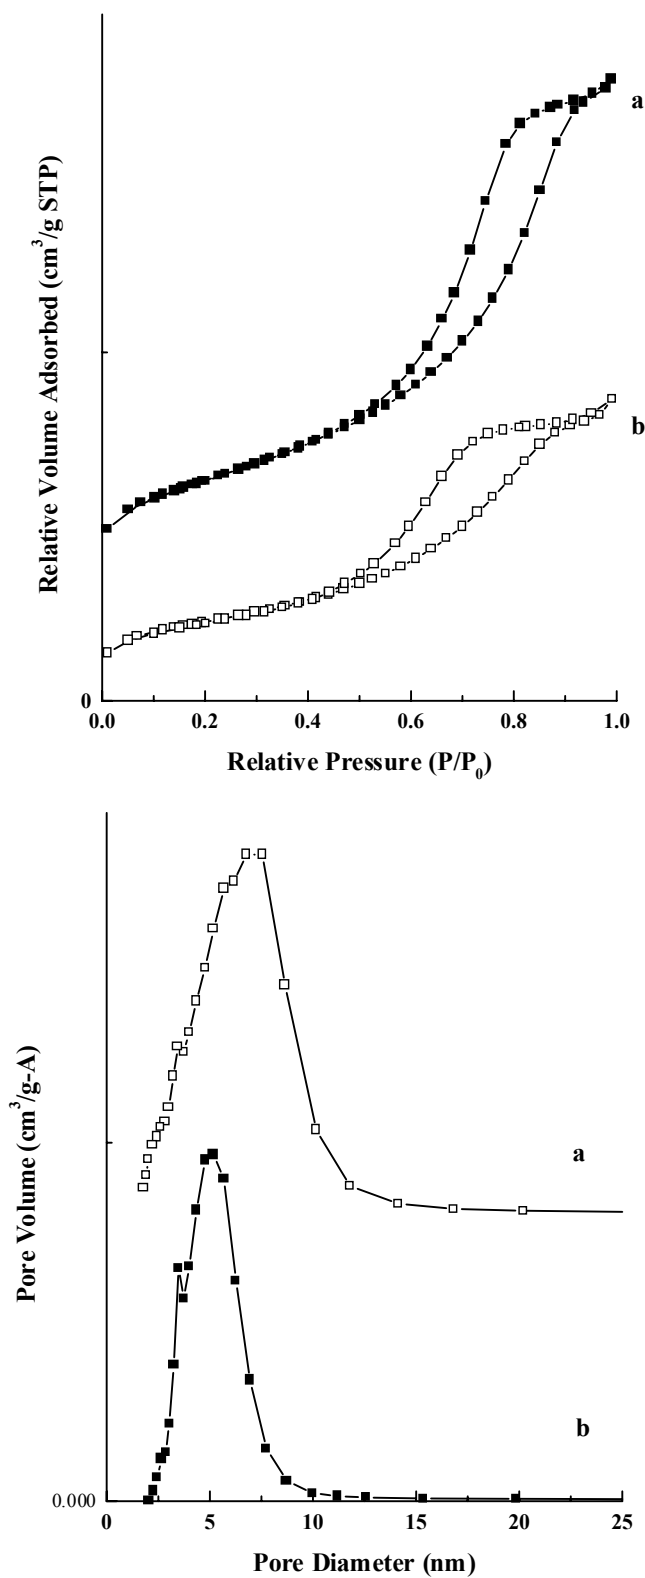 a
Relative Volume Adsorbed (cm³/g STP)
b
0
0.0 0.2 0.4 0.6 0.8 1.0
Relative Pressure (P/P₀)
Pore Volume (cm³/g-A)
a
b
0.000
0 5 10 15 20 25
Pore Diameter (nm)